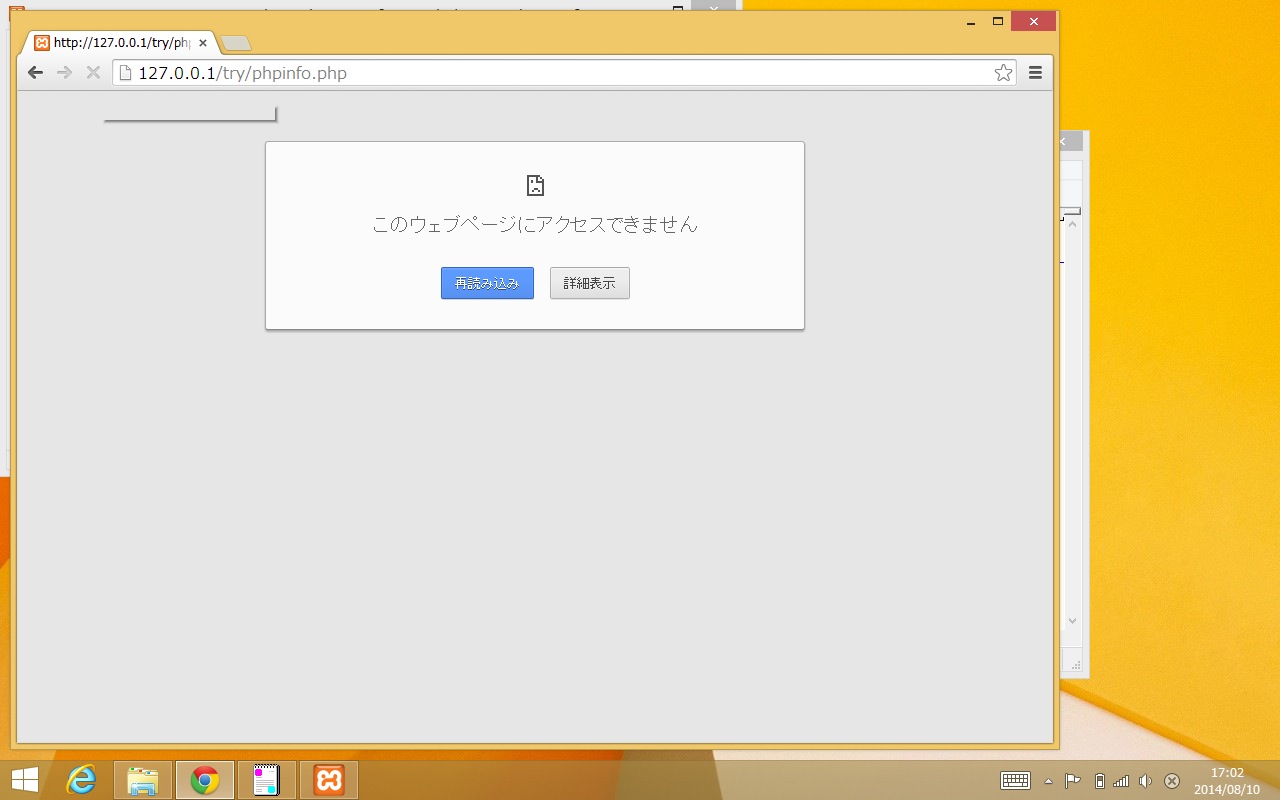 http://127.0.0.1/try/php
127.0.0.1/try/phpinfo.php
このウェブページにアクセスできません
再読み込み 詳細表示
17:02
2014/08/10